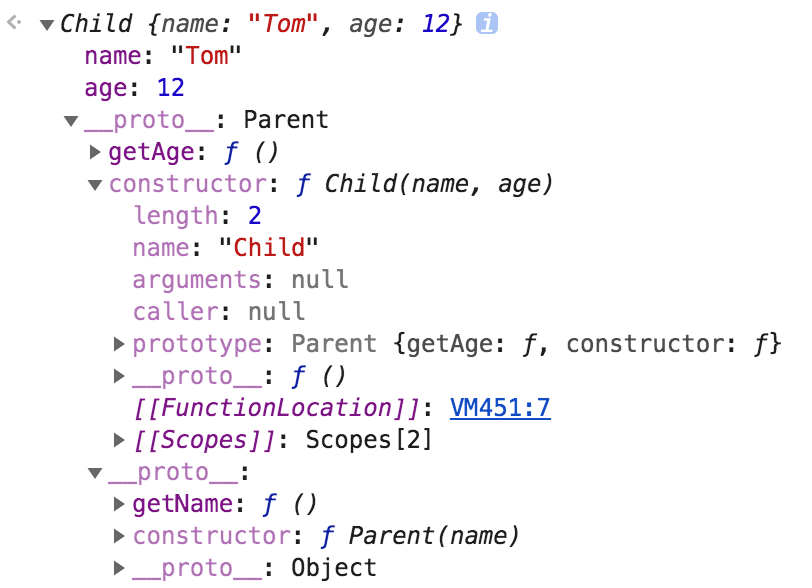 Child {name: "Tom", age: 12} i
name: "Tom"
age: 12
__proto__: Parent
getAge: ƒ ()
constructor: ƒ Child(name, age)
length: 2
name: "Child"
arguments: null
caller: null
prototype: Parent {getAge: ƒ, constructor: ƒ}
__proto__: ƒ ()
[[FunctionLocation]]: VM451:7
[[Scopes]]: Scopes[2]
__proto__:
getName: ƒ ()
constructor: ƒ Parent(name)
__proto__: Object